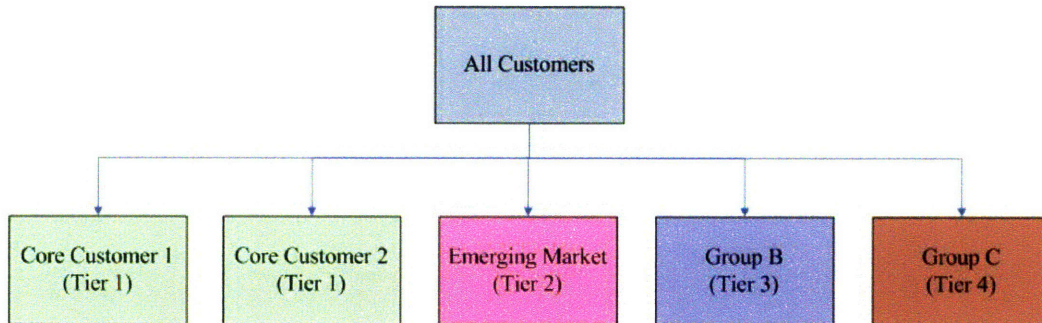 All Customers
Core Customer 1
(Tier 1)
Core Customer 2
(Tier 1)
Emerging Market
(Tier 2)
Group B
(Tier 3)
Group C
(Tier 4)